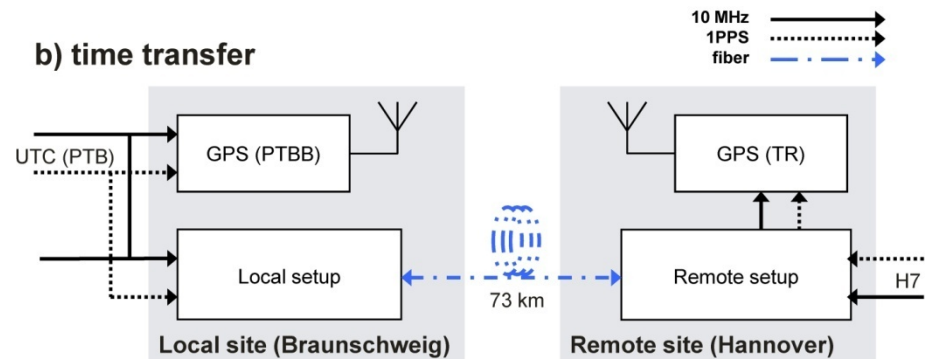 10 MHz
1PPS
fiber
b) time transfer
UTC (PTB)
GPS (PTBB)
GPS (TR)
Local setup
73 km
Remote setup
H7
Local site (Braunschweig)
Remote site (Hannover)